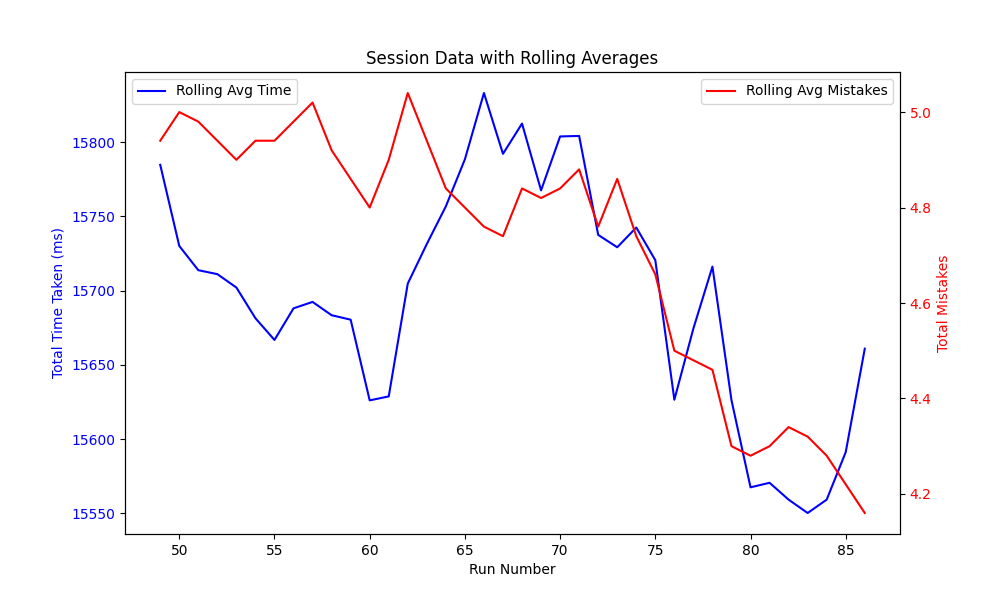 Session Data with Rolling Averages
Rolling Avg Time
Rolling Avg Mistakes
15800
15750
15700
15650
15600
15550
Total Time Taken (ms)
5.0
4.8
4.6
4.4
4.2
Total Mistakes
50 55 60 65 70 75 80 85
Run Number